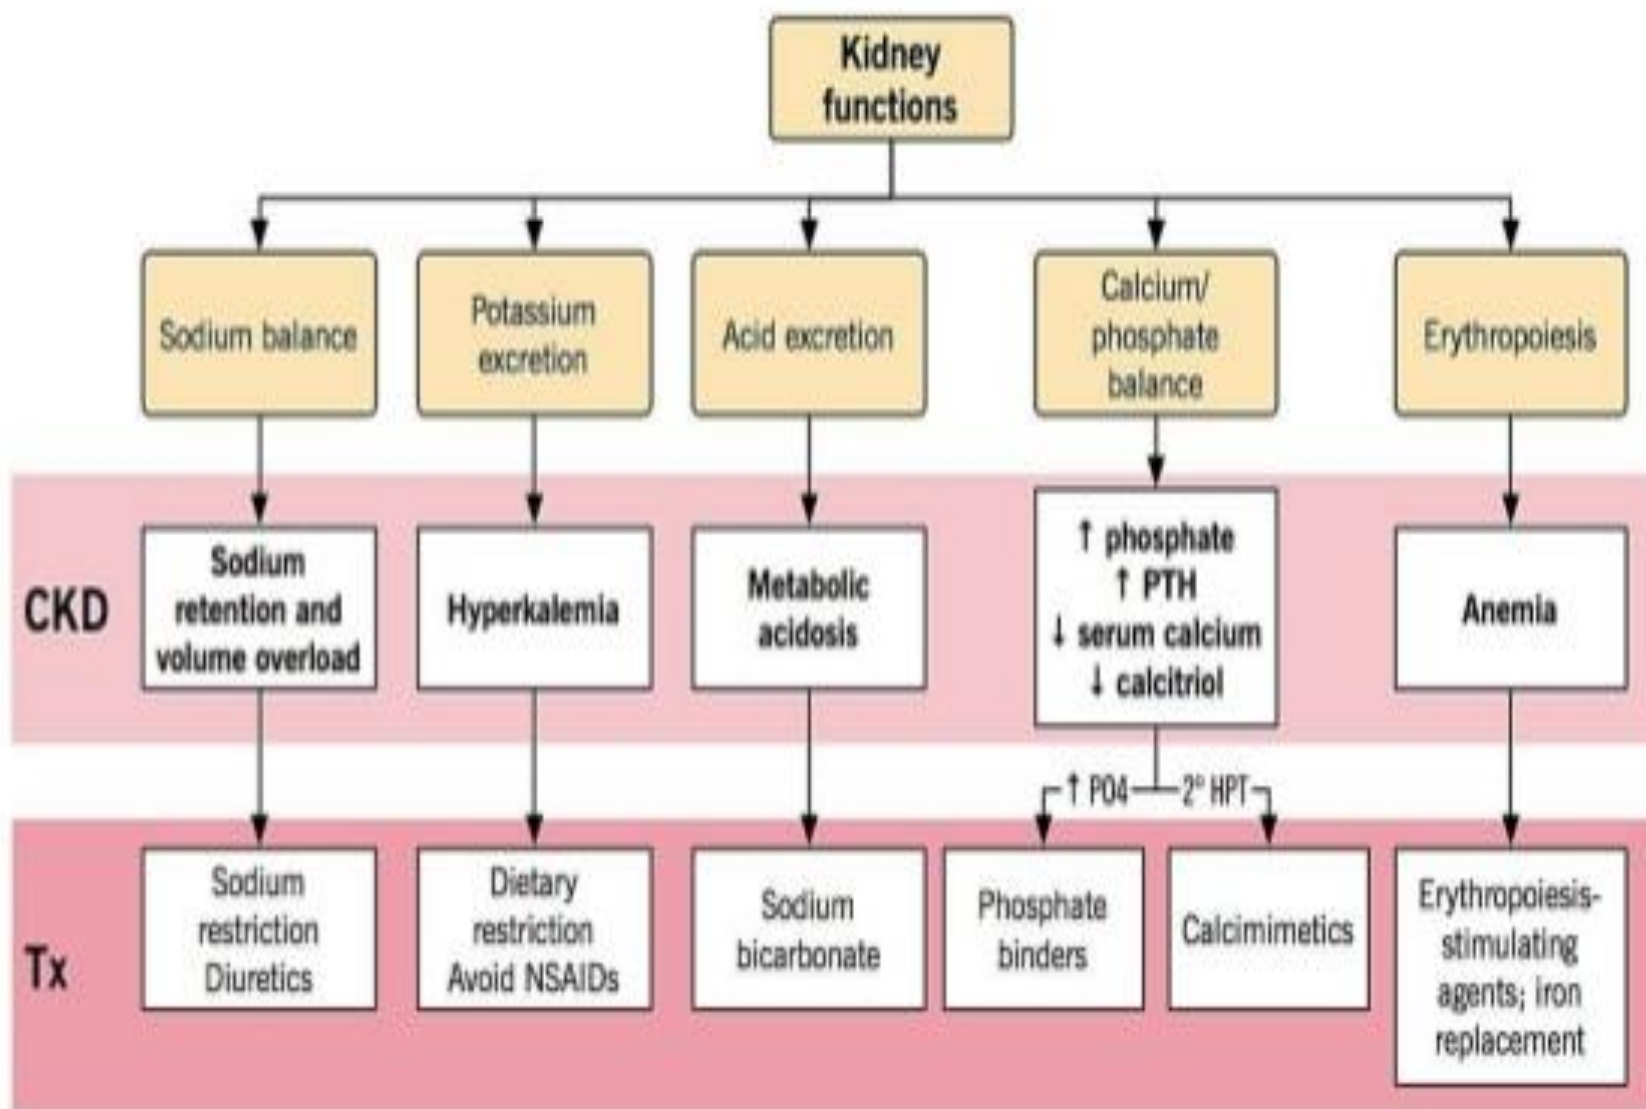 Kidney
functions
Sodium balance
Potassium
excretion
Acid excretion
Calcium/
phosphate
balance
Erythropoiesis
CKD
Sodium
retention and
volume overload
Hyperkalemia
Metabolic
acidosis
↑ phosphate
↑ PTH
↓ serum calcium
↓ calcitriol
Anemia
↑ PO4
2° HPT
Tx
Sodium
restriction
Diuretics
Dietary
restriction
Avoid NSAIDs
Sodium
bicarbonate
Phosphate
binders
Calcimimetics
Erythropoiesis-
stimulating
agents; iron
replacement